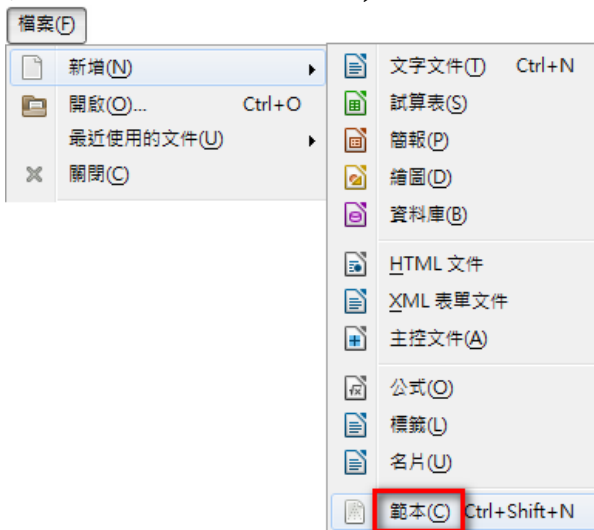 檔案(F)
新增(N)
開啟(O)... Ctrl+O
最近使用的文件(U)
關閉(C)
文字文件(T) Ctrl+N
試算表(S)
簡報(P)
繪圖(D)
資料庫(B)
HTML 文件
XML 表單文件
主控文件(A)
公式(O)
標籤(L)
名片(U)
範本(C) Ctrl+Shift+N